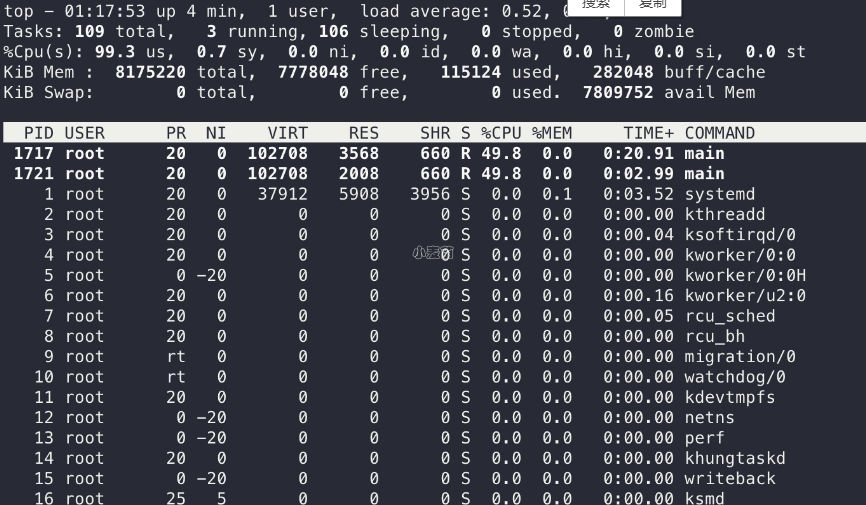 搜索 复制
top - 01:17:53 up 4 min,  1 user,  load average: 0.52,
Tasks: 109 total,   3 running, 106 sleeping,   0 stopped,   0 zombie
%Cpu(s): 99.3 us,  0.7 sy,  0.0 ni,  0.0 id,  0.0 wa,  0.0 hi,  0.0 si,  0.0 st
KiB Mem :  8175220 total,  7778048 free,   115124 used,   282048 buff/cache
KiB Swap:        0 total,        0 free,        0 used.  7809752 avail Mem
PID USER      PR  NI    VIRT    RES    SHR S %CPU %MEM     TIME+ COMMAND
1717 root      20   0  102708   3568    660 R 49.8  0.0   0:20.91 main
1721 root      20   0  102708   2008    660 R 49.8  0.0   0:02.99 main
1 root      20   0   37912   5908   3956 S  0.0  0.1   0:03.52 systemd
2 root      20   0       0      0      0 S  0.0  0.0   0:00.00 kthreadd
3 root      20   0       0      0      0 S  0.0  0.0   0:00.04 ksoftirqd/0
4 root      20   0       0      0      0 S  0.0  0.0   0:00.00 kworker/0:0
5 root       0 -20       0      0      0 S  0.0  0.0   0:00.00 kworker/0:0H
6 root      20   0       0      0      0 S  0.0  0.0   0:00.16 kworker/u2:0
7 root      20   0       0      0      0 S  0.0  0.0   0:00.05 rcu_sched
8 root      20   0       0      0      0 S  0.0  0.0   0:00.00 rcu_bh
9 root      rt   0       0      0      0 S  0.0  0.0   0:00.00 migration/0
10 root      rt   0       0      0      0 S  0.0  0.0   0:00.00 watchdog/0
11 root      20   0       0      0      0 S  0.0  0.0   0:00.00 kdevtmpfs
12 root       0 -20       0      0      0 S  0.0  0.0   0:00.00 netns
13 root       0 -20       0      0      0 S  0.0  0.0   0:00.00 perf
14 root      20   0       0      0      0 S  0.0  0.0   0:00.00 khungtaskd
15 root       0 -20       0      0      0 S  0.0  0.0   0:00.00 writeback
16 root      25   5       0      0      0 S  0.0  0.0   0:00.00 ksmd